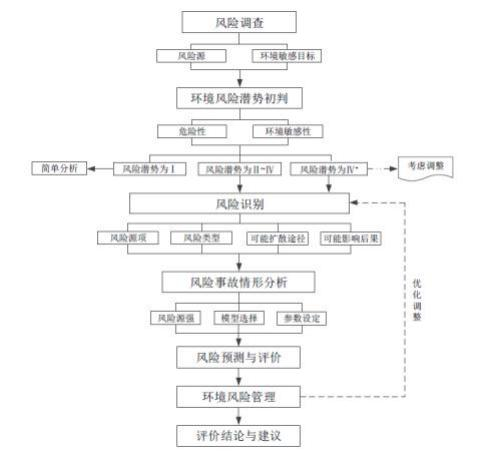 风险调查
风险源
环境敏感目标
环境风险潜势初判
危险性
环境敏感性
简单分析
风险潜势为Ⅰ
风险潜势为Ⅱ~Ⅳ
风险潜势为Ⅳ+
考虑调整
风险识别
风险源项
风险类型
可能扩散途径
可能影响后果
风险事故情形分析
优化调整
风险源强
模型选择
参数设定
风险预测与评价
环境风险管理
评价结论与建议